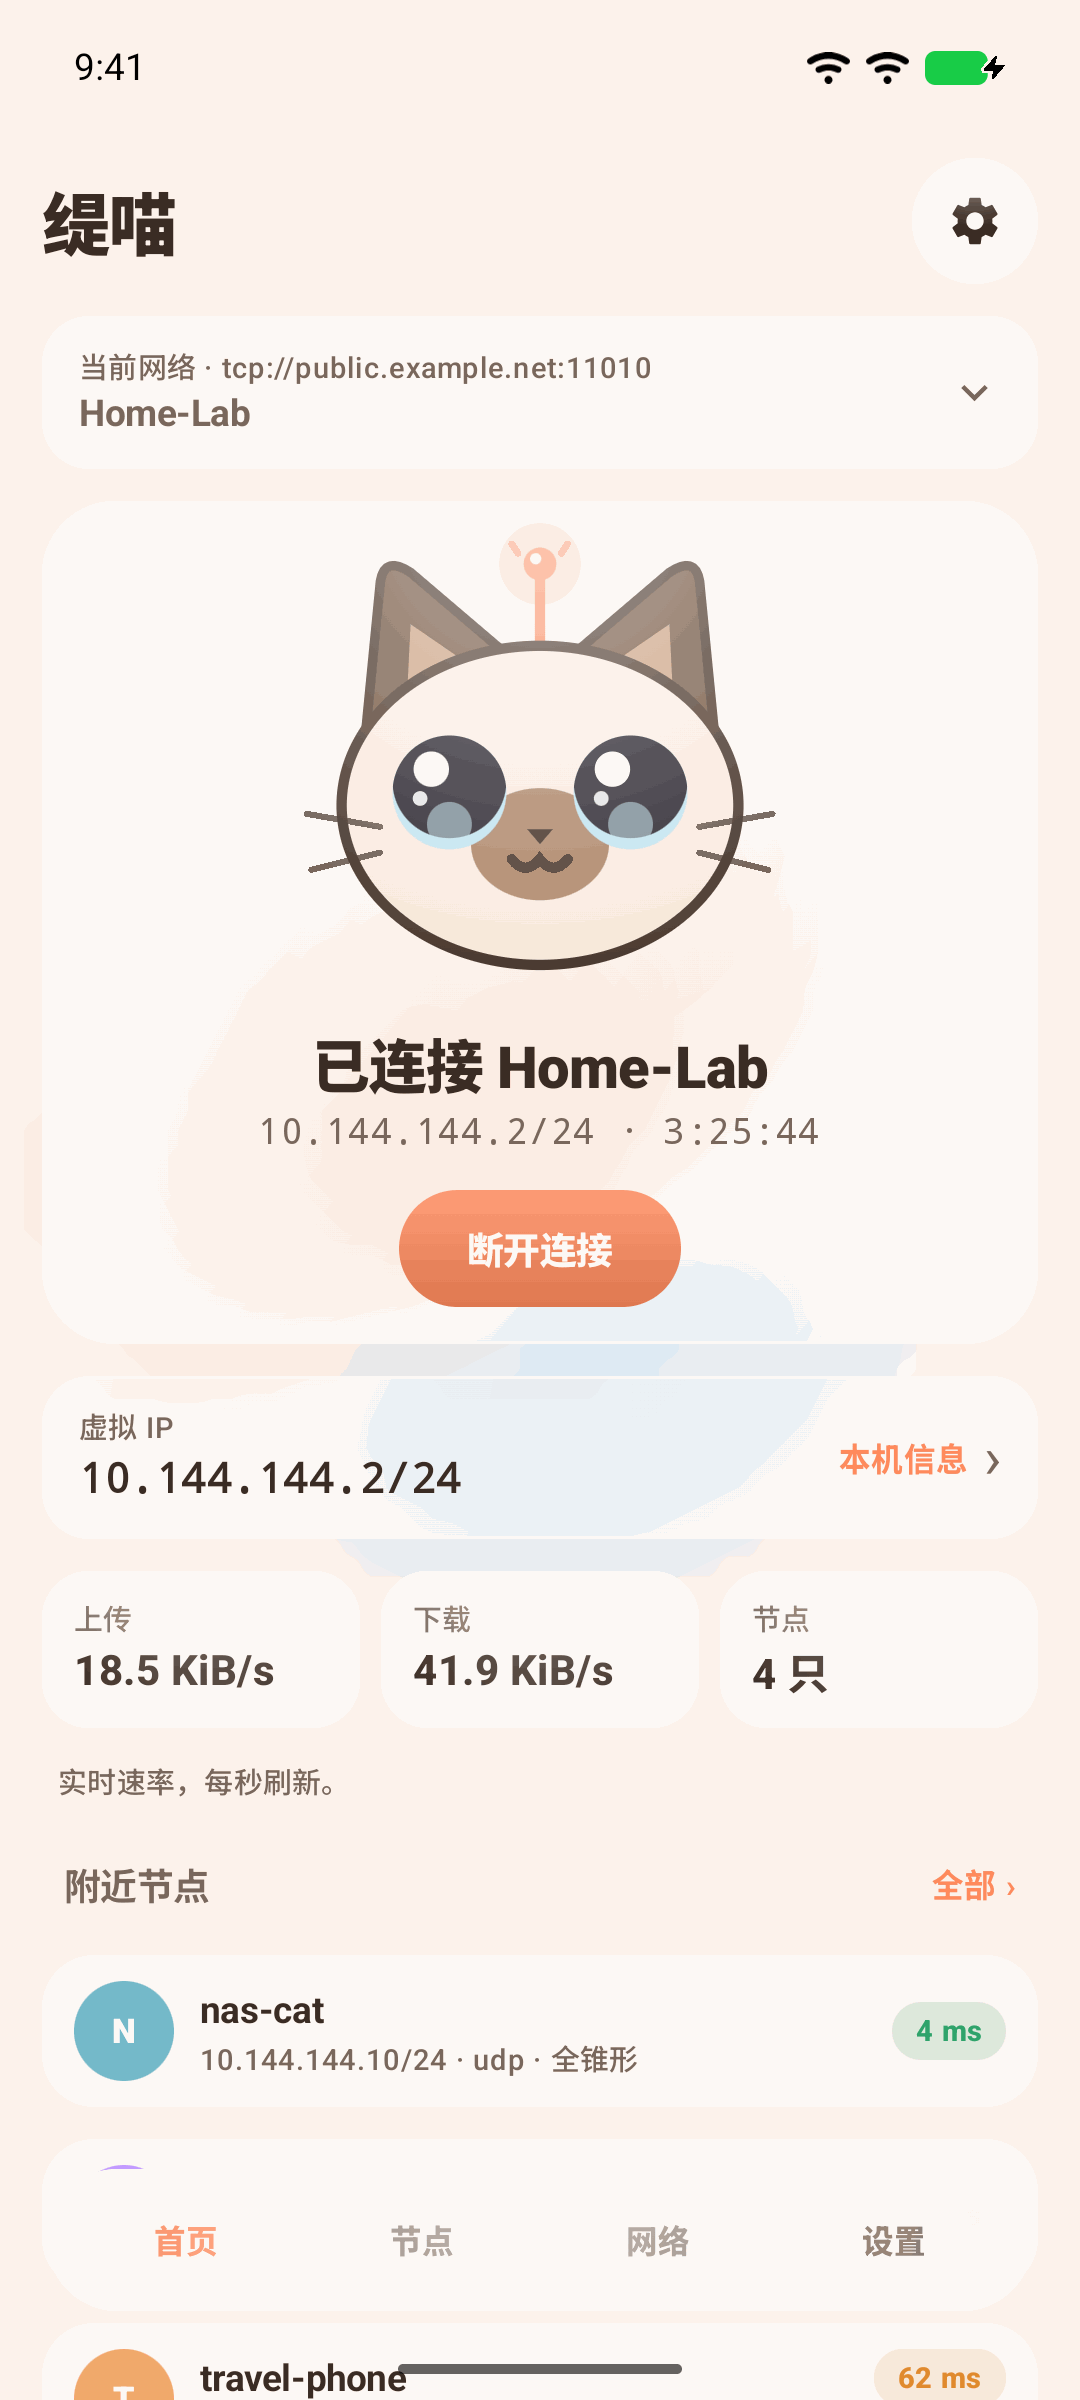 9:41
缇喵
当前网络 · tcp://public.example.net:11010
Home-Lab
已连接 Home-Lab
10.144.144.2/24 · 3:25:44
断开连接
虚拟 IP
10.144.144.2/24
本机信息 ›
上传
18.5 KiB/s
下载
41.9 KiB/s
节点
4 只
实时速率，每秒刷新。
附近节点
全部 ›
N
nas-cat
10.144.144.10/24 · udp · 全锥形
4 ms
首页
节点
网络
设置
T
travel-phone
62 ms